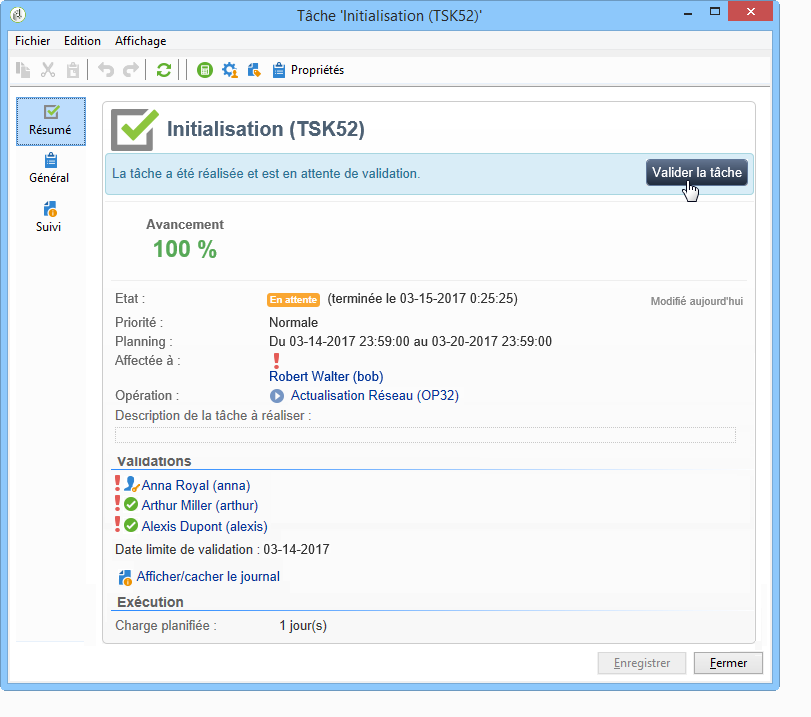 Tâche 'Initialisation (TSK52)'
Fichier Edition Affichage
Propriétés
Résumé
Général
Suivi
Initialisation (TSK52)
La tâche a été réalisée et est en attente de validation.
Valider la tâche
Avancement
100 %
Etat : En attente (terminée le 03-15-2017 0:25:25) Modifié aujourd'hui
Priorité : Normale
Planning : Du 03-14-2017 23:59:00 au 03-20-2017 23:59:00
Affectée à :
Robert Walter (bob)
Opération : Actualisation Réseau (OP32)
Description de la tâche à réaliser :
Validations
Anna Royal (anna)
Arthur Miller (arthur)
Alexis Dupont (alexis)
Date limite de validation : 03-14-2017
Afficher/cacher le journal
Exécution
Charge planifiée : 1 jour(s)
Enregistrer Fermer